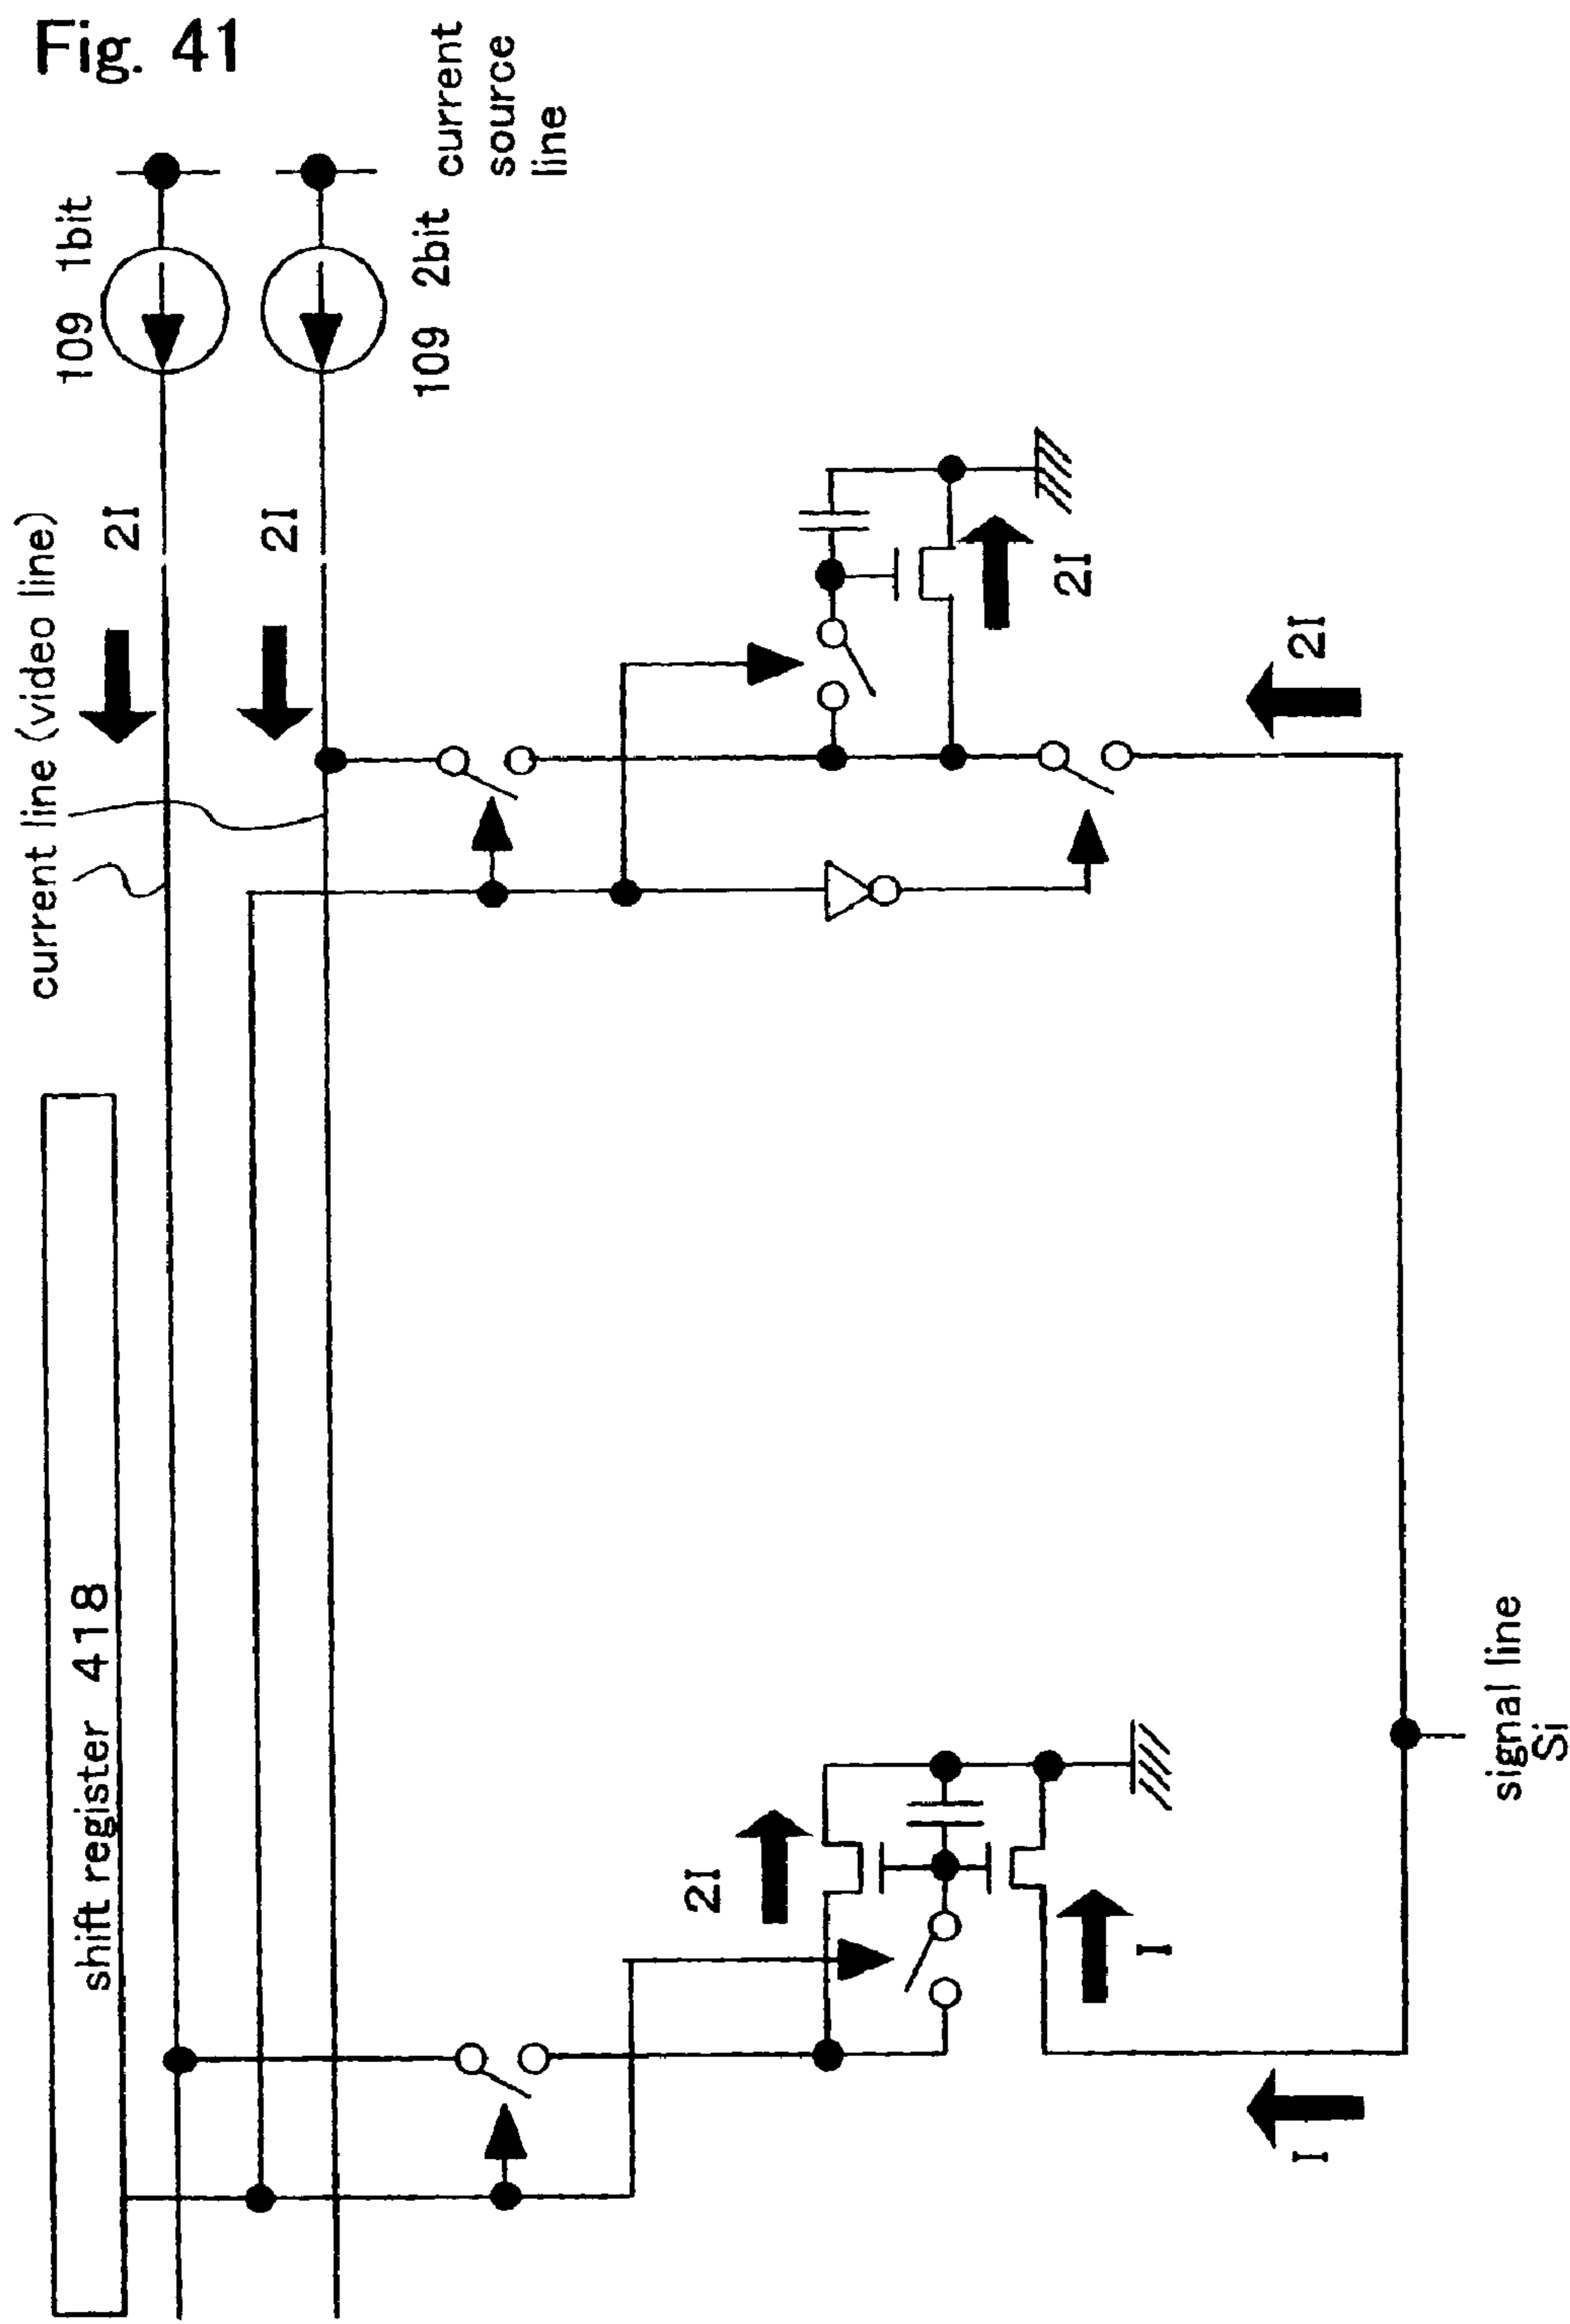 Fig. 41
current line (video line)
shift register 418
2I
2I
109 1bit
109 2bit
current
source
line
2I
2I
2I
I
I
signal line
Si